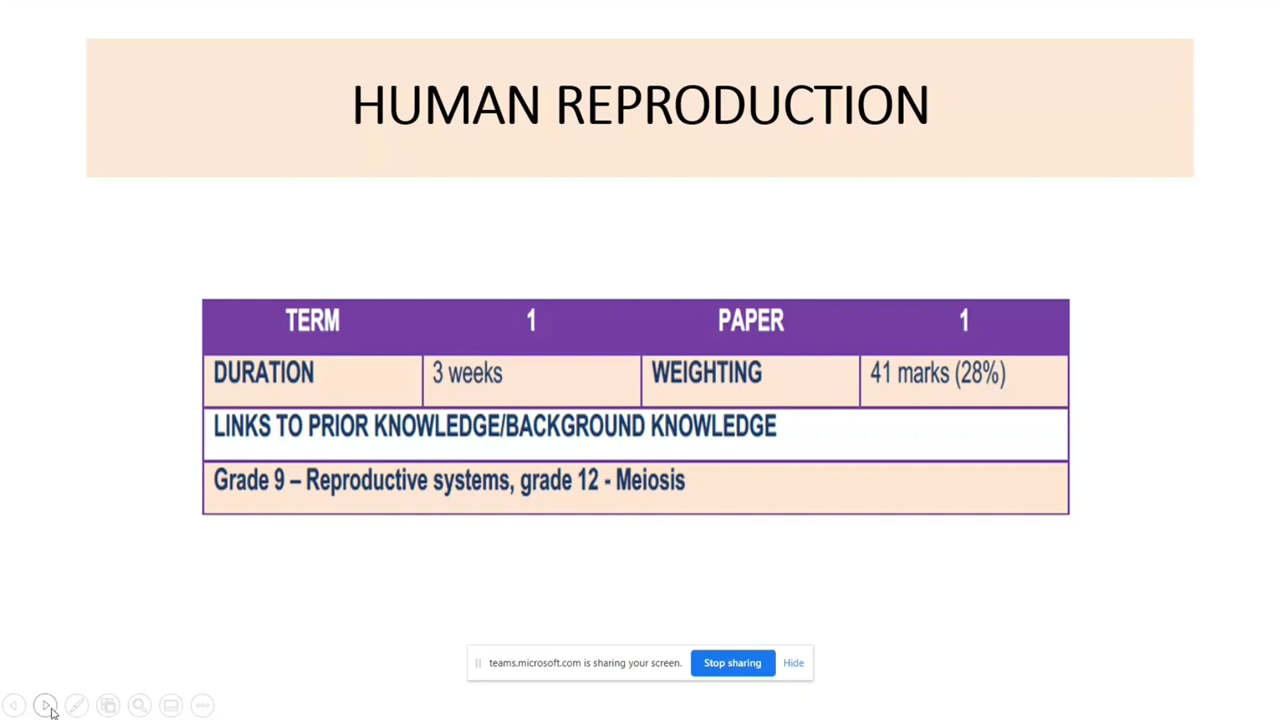 HUMAN REPRODUCTION
TERM 1 PAPER 1
DURATION 3 weeks WEIGHTING 41 marks (28%)
LINKS TO PRIOR KNOWLEDGE/BACKGROUND KNOWLEDGE
Grade 9 – Reproductive systems, grade 12 - Meiosis
teams.microsoft.com is sharing your screen. Stop sharing Hide